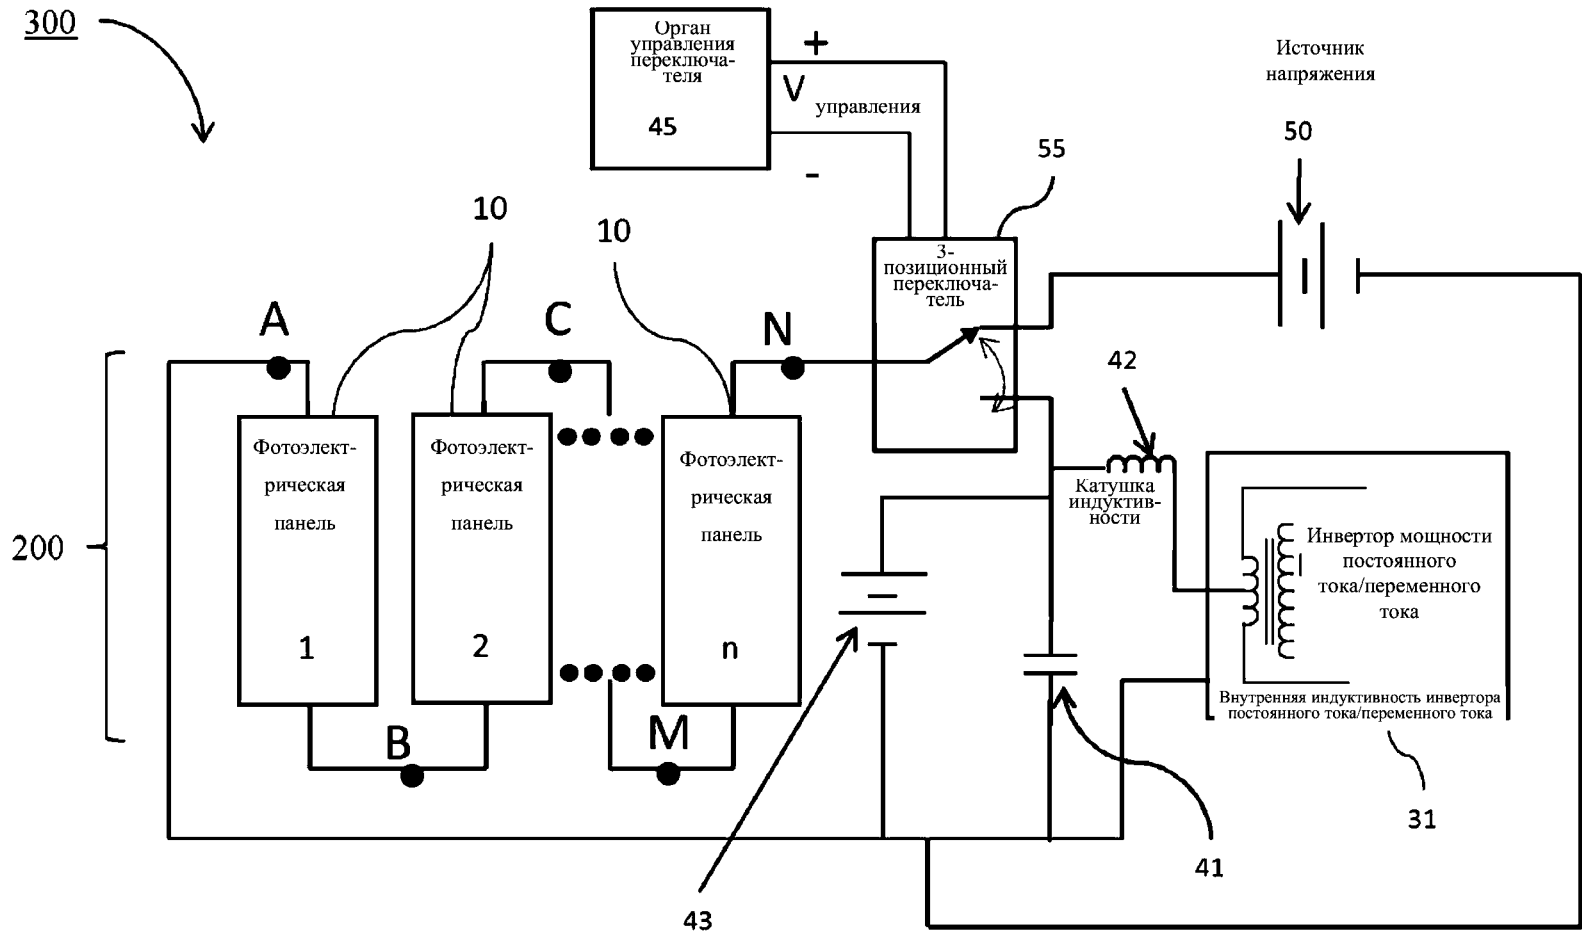 300
Орган
управления
переключа-
теля
45
+
V управления
-
Источник
напряжения
50
55
10
10
3-
позиционный
переключа-
тель
A
C
N
42
200
Фотоэлект-
рическая
панель
1
Фотоэлект-
рическая
панель
2
Фотоэлект-
рическая
панель
n
Катушка
индуктив-
ности
Инвертор мощности
постоянного
тока/переменного
тока
Внутренняя индуктивность инвертора
постоянного тока/переменного тока
B
M
31
41
43